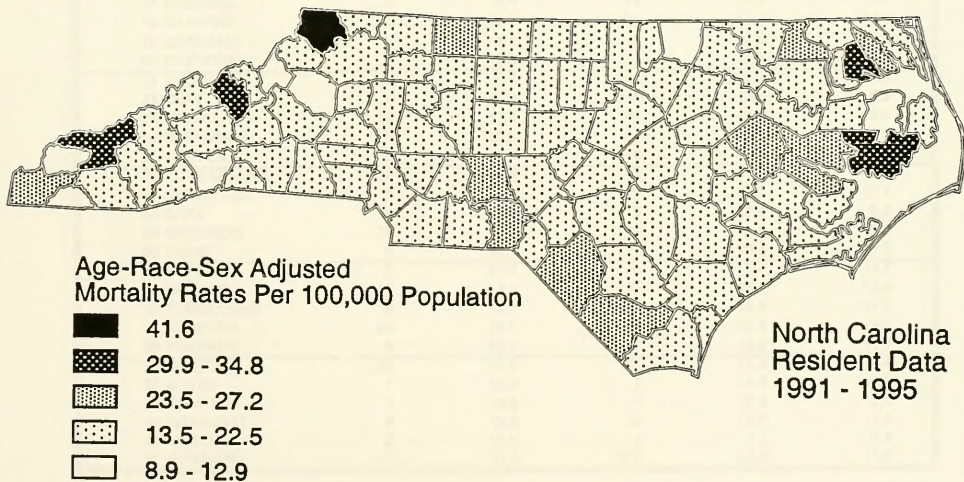 Age-Race-Sex Adjusted
Mortality Rates Per 100,000 Population
41.6
29.9 - 34.8
23.5 - 27.2
13.5 - 22.5
8.9 - 12.9
North Carolina
Resident Data
1991 - 1995